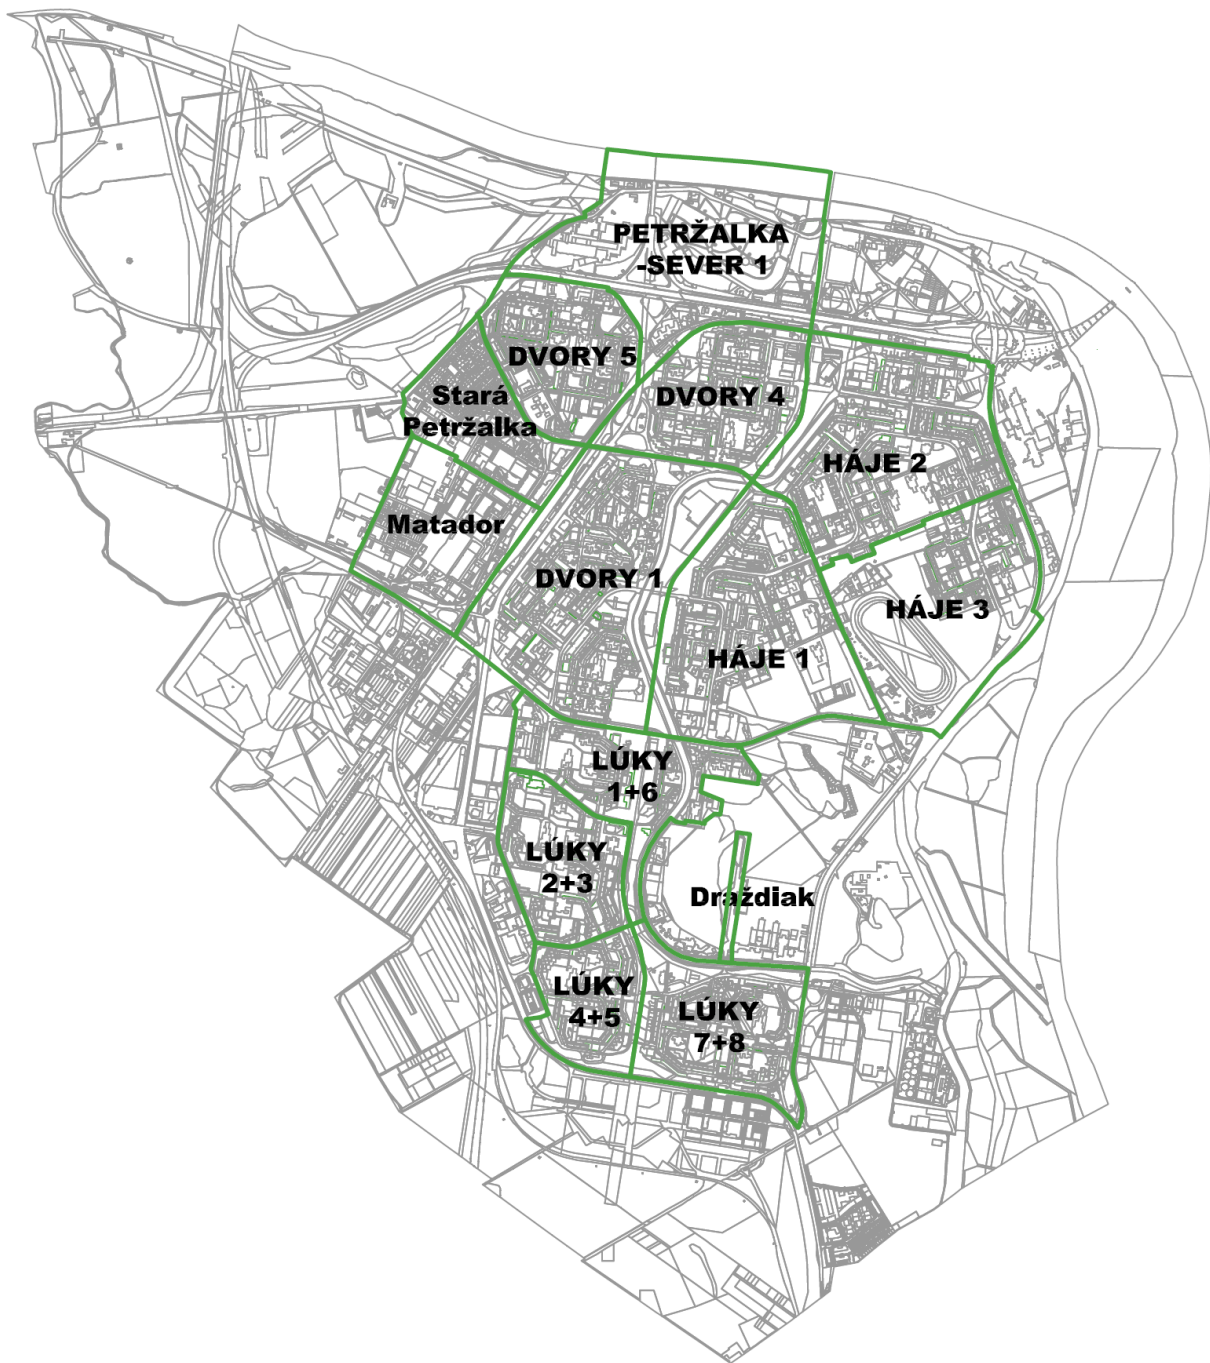 PETRŽALKA
-SEVER 1
DVORY 5
DVORY 4
Stará
Petržalka
HÁJE 2
Matador
DVORY 1
HÁJE 3
HÁJE 1
LÚKY
1+6
LÚKY
2+3
Draždiak
LÚKY
4+5
LÚKY
7+8